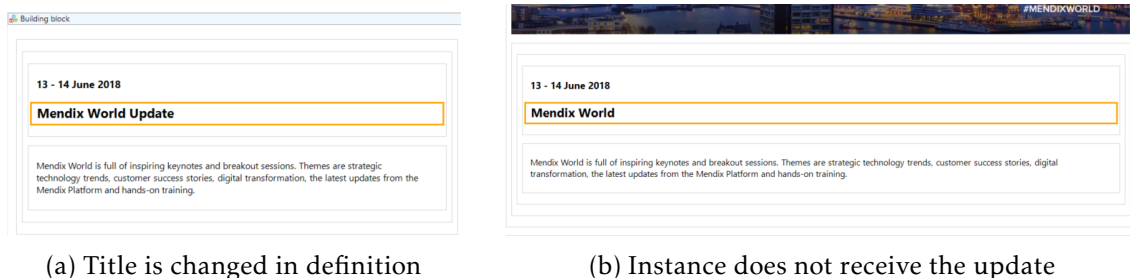 Building block
13 - 14 June 2018
Mendix World Update
Mendix World is full of inspiring keynotes and breakout sessions. Themes are strategic
technology trends, customer success stories, digital transformation, the latest updates from the
Mendix Platform and hands-on training.
(a) Title is changed in definition
#MENDIXWORLD
13 - 14 June 2018
Mendix World
Mendix World is full of inspiring keynotes and breakout sessions. Themes are strategic technology trends, customer success stories, digital
transformation, the latest updates from the Mendix Platform and hands-on training.
(b) Instance does not receive the update